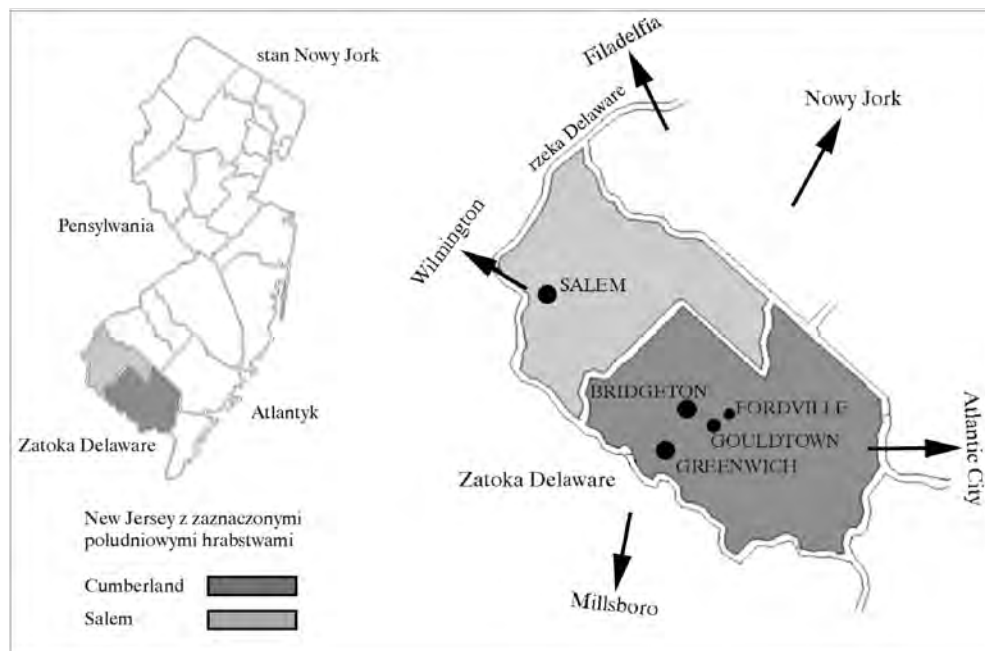 stan Nowy Jork
Pensylwania
Atlantyk
Zatoka Delaware
New Jersey z zaznaczonymi
południowymi hrabstwami
Cumberland
Salem
Filadelfia
Nowy Jork
rzeka Delaware
Wilmington
SALEM
BRIDGETON
FORDVILLE
GOULDTOWN
GREENWICH
Atlantic City
Zatoka Delaware
Millsboro